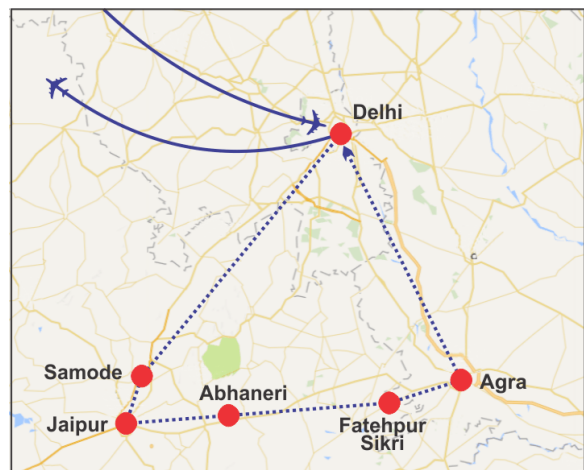 Delhi
Samode
Jaipur
Abhaneri
Fatehpur
Sikri
Agra